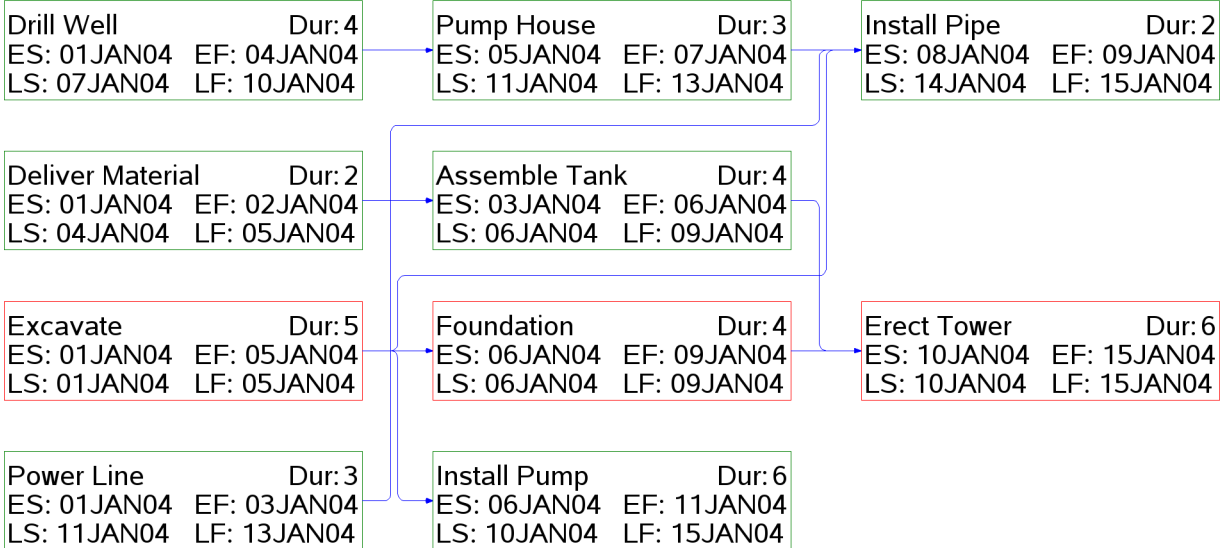 Drill Well Dur: 4
ES: 01JAN04 EF: 04JAN04
LS: 07JAN04 LF: 10JAN04
Pump House Dur: 3
ES: 05JAN04 EF: 07JAN04
LS: 11JAN04 LF: 13JAN04
Install Pipe Dur: 2
ES: 08JAN04 EF: 09JAN04
LS: 14JAN04 LF: 15JAN04
Deliver Material Dur: 2
ES: 01JAN04 EF: 02JAN04
LS: 04JAN04 LF: 05JAN04
Assemble Tank Dur: 4
ES: 03JAN04 EF: 06JAN04
LS: 06JAN04 LF: 09JAN04
Excavate Dur: 5
ES: 01JAN04 EF: 05JAN04
LS: 01JAN04 LF: 05JAN04
Foundation Dur: 4
ES: 06JAN04 EF: 09JAN04
LS: 06JAN04 LF: 09JAN04
Erect Tower Dur: 6
ES: 10JAN04 EF: 15JAN04
LS: 10JAN04 LF: 15JAN04
Power Line Dur: 3
ES: 01JAN04 EF: 03JAN04
LS: 11JAN04 LF: 13JAN04
Install Pump Dur: 6
ES: 06JAN04 EF: 11JAN04
LS: 10JAN04 LF: 15JAN04